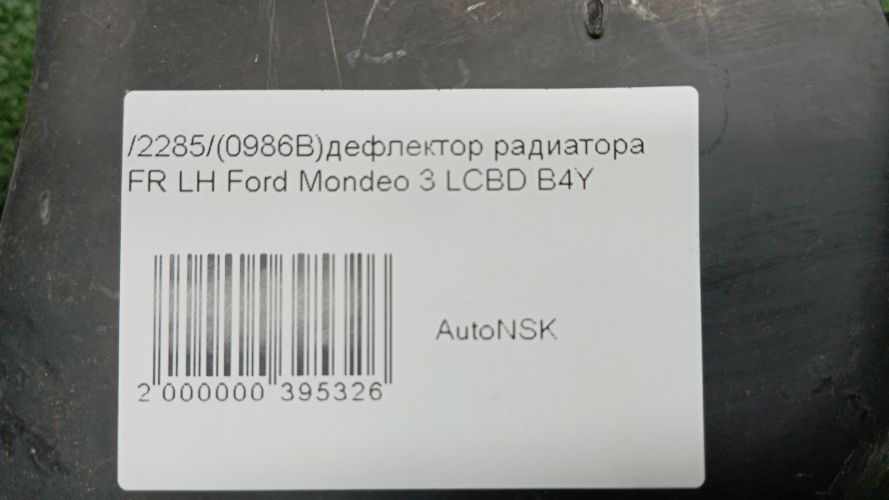 /2285/(0986B)дефлектор радиатора
FR LH Ford Mondeo 3 LCBD B4Y
AutoNSK
2 000000 395326